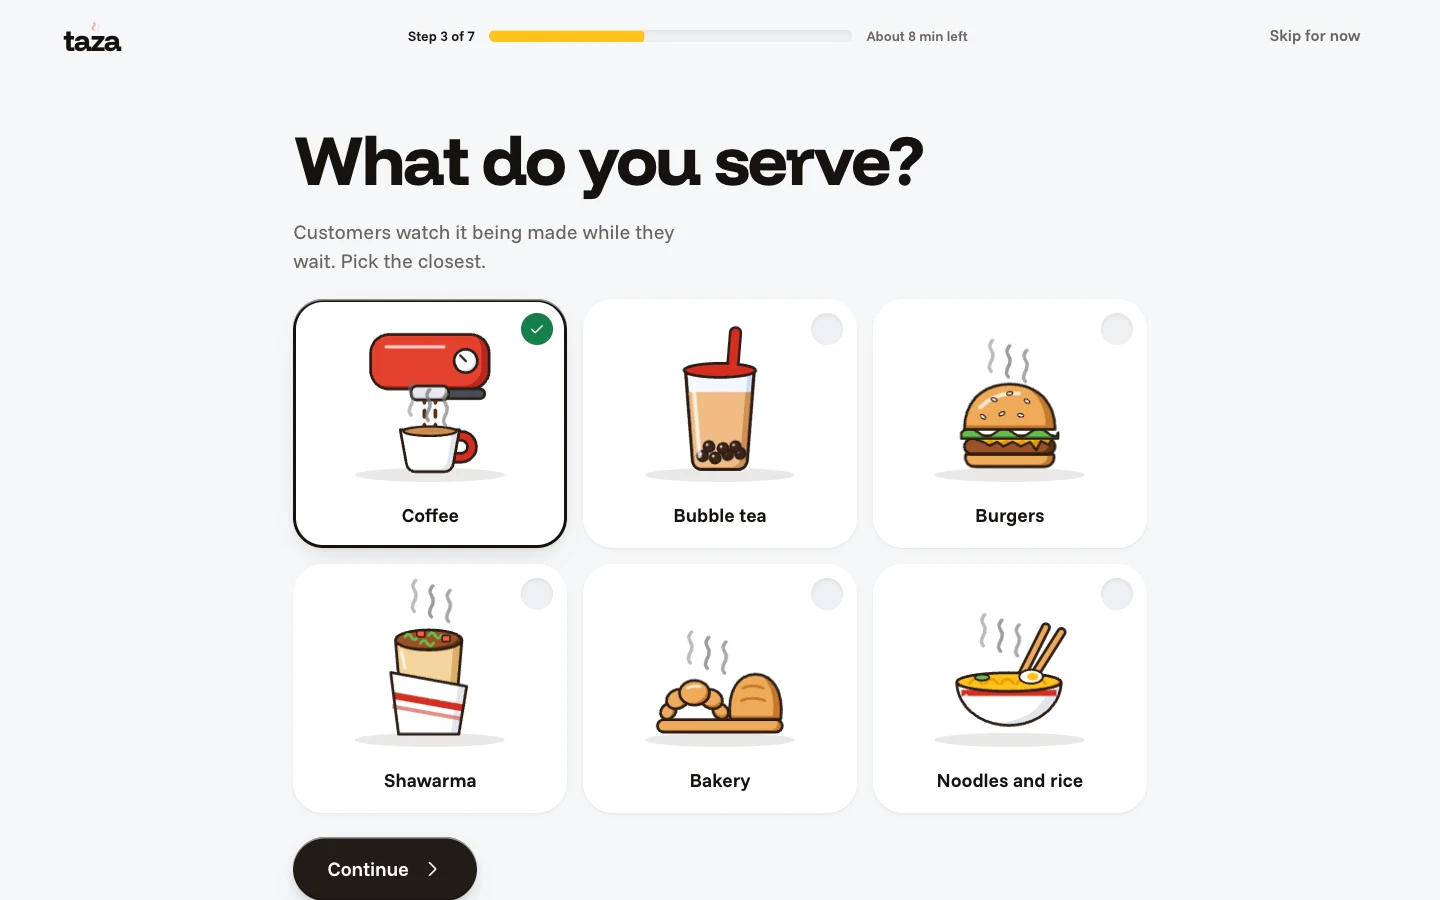 taza
Step 3 of 7
About 8 min left
Skip for now
What do you serve?
Customers watch it being made while they
wait. Pick the closest.
Coffee
Bubble tea
Burgers
Shawarma
Bakery
Noodles and rice
Continue